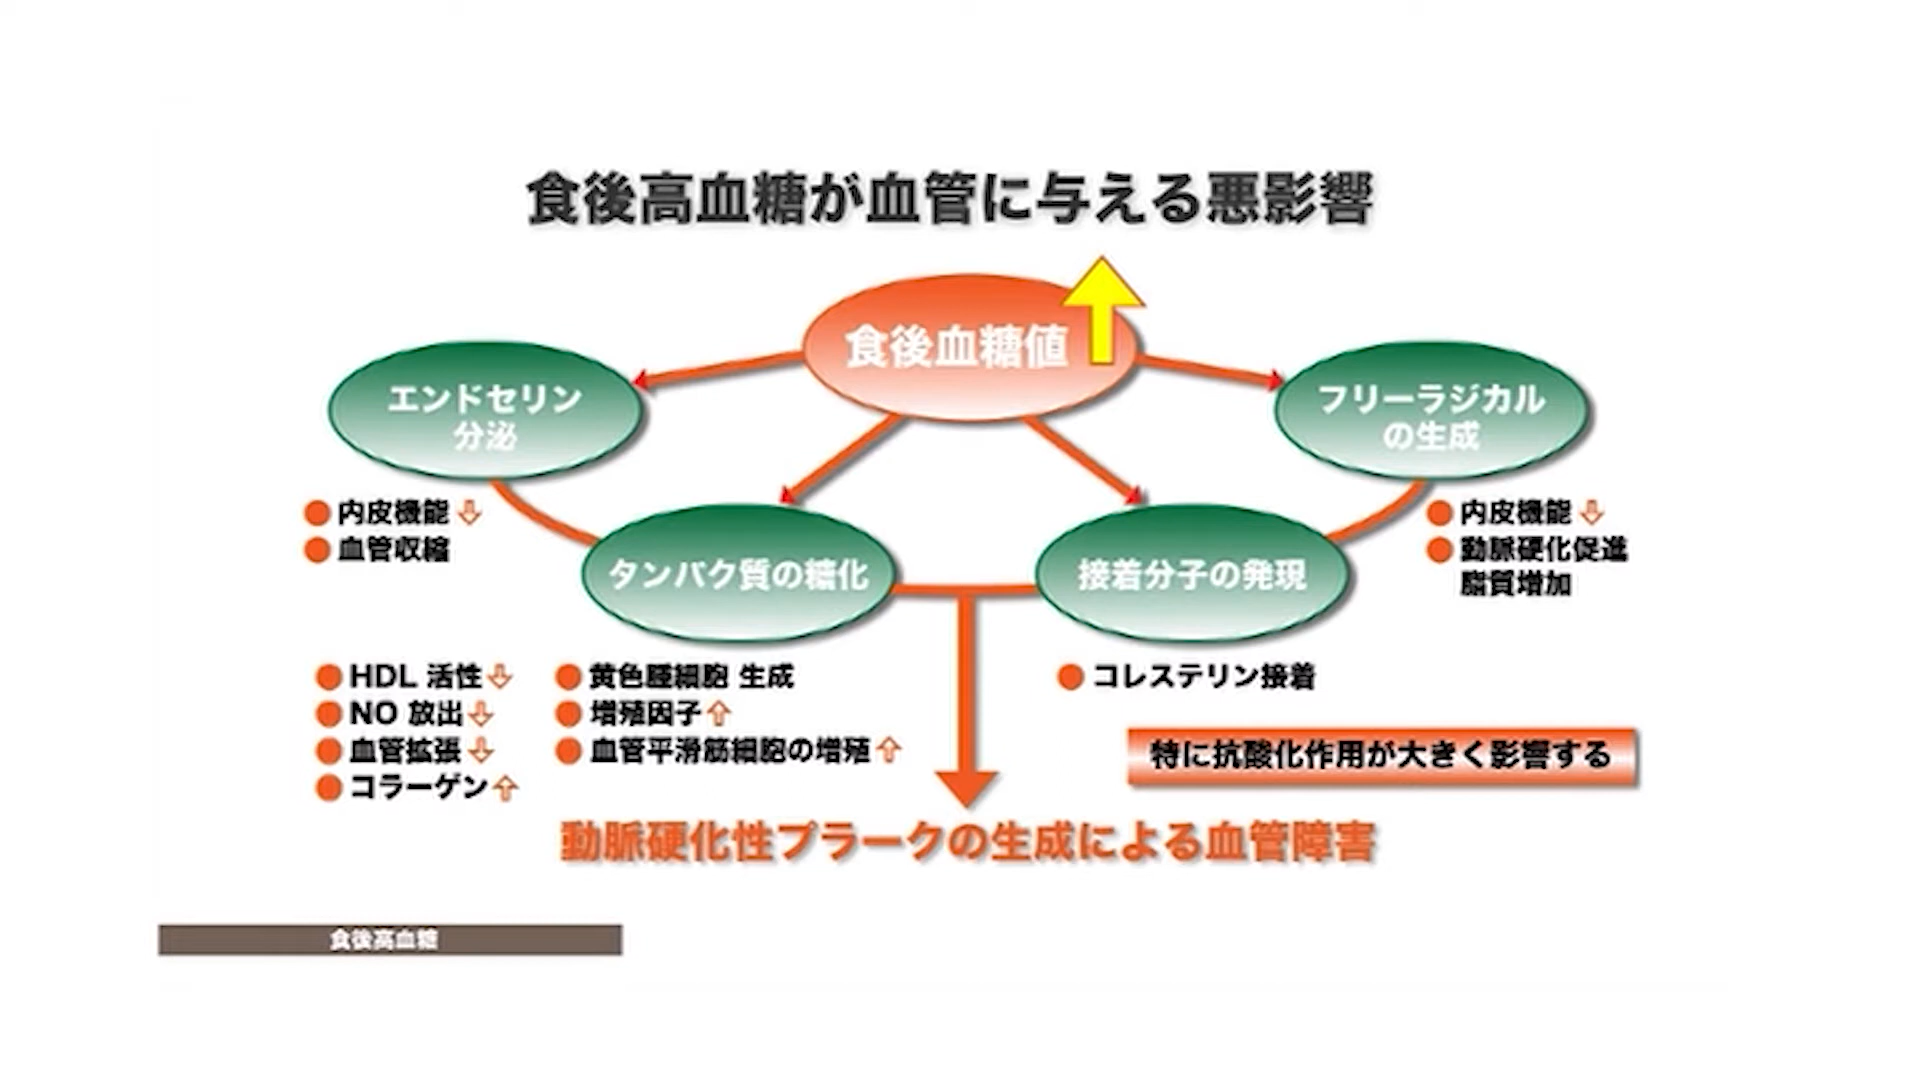 食後高血糖が血管に与える悪影響
食後血糖値
エンドセリン
分泌
フリーラジカル
の生成
● 内皮機能⇩
● 血管収縮
● 内皮機能⇩
● 動脈硬化促進
脂質増加
タンパク質の糖化
接着分子の発現
● HDL 活性⇩
● NO 放出⇩
● 血管拡張⇩
● コラーゲン⇧
● 黄色腫細胞 生成
● 増殖因子⇧
● 血管平滑筋細胞の増殖⇧
● コレステリン接着
特に抗酸化作用が大きく影響する
動脈硬化性プラークの生成による血管障害
食後高血糖